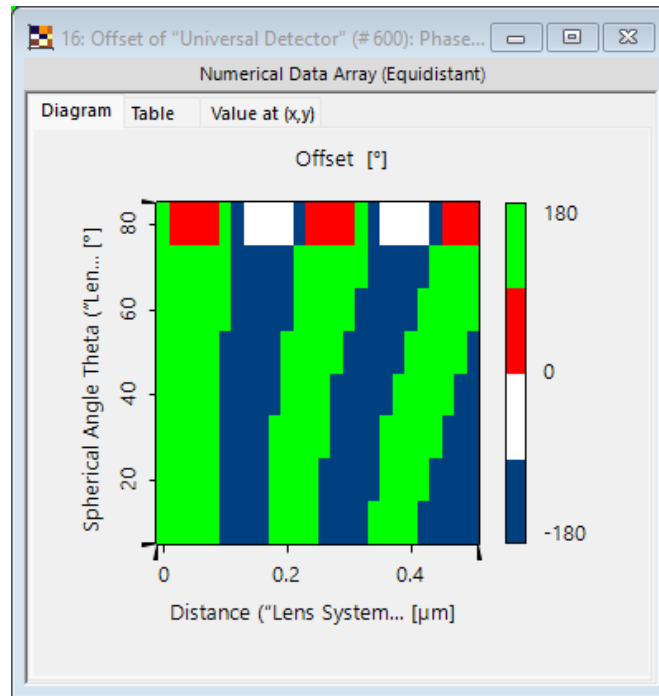 16: Offset of “Universal Detector” (# 600): Phase...
Numerical Data Array (Equidistant)
Diagram Table Value at (x,y)
Offset [°]
Spherical Angle Theta (“Len... [°]
80
60
40
20
180
0
-180
0 0.2 0.4
Distance (“Lens System... [µm]